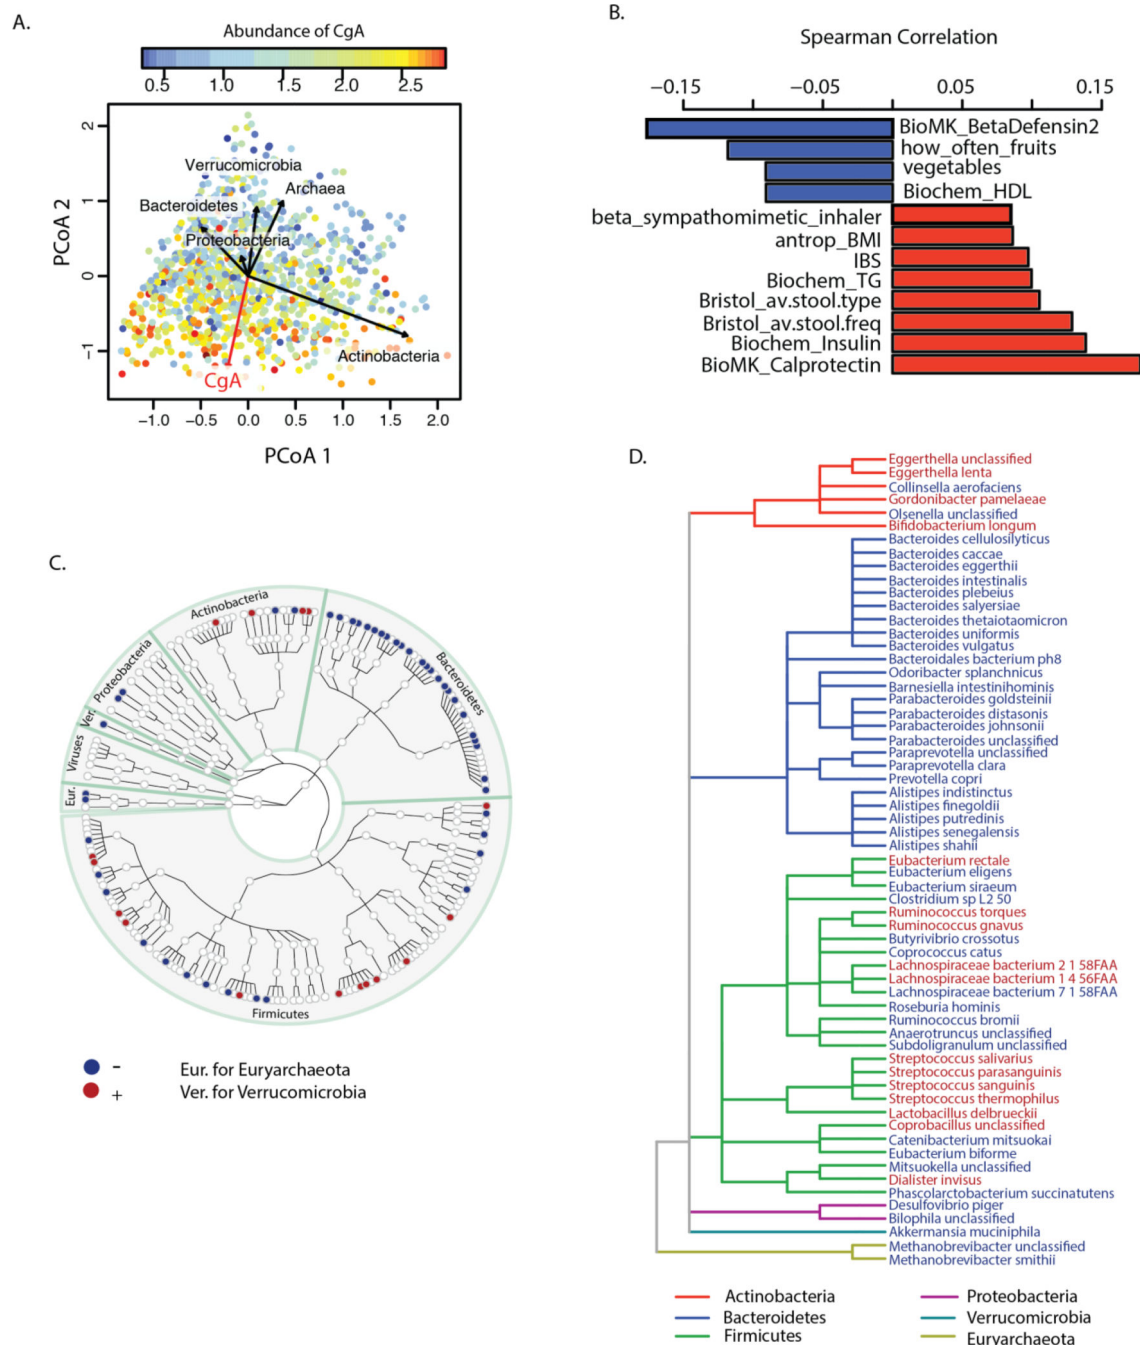 A.
Abundance of CgA
0.5 1.0 1.5 2.0 2.5
PCoA 2
2
1
0
−1
Verrucomicrobia
Archaea
Bacteroidetes
Proteobacteria
Actinobacteria
CgA
−1.0 −0.5 0.0 0.5 1.0 1.5 2.0
PCoA 1
B.
Spearman Correlation
−0.15 −0.05 0.05 0.15
BioMK_BetaDefensin2
how_often_fruits
vegetables
Biochem_HDL
beta_sympathomimetic_inhaler
antrop_BMI
IBS
Biochem_TG
Bristol_av.stool.type
Bristol_av.stool.freq
Biochem_Insulin
BioMK_Calprotectin
C.
Actinobacteria
Bacteroidetes
Proteobacteria
Ver.
Viruses
Eur.
Firmicutes
− Eur. for Euryarchaeota
+ Ver. for Verrucomicrobia
D.
Eggerthella unclassified
Eggerthella lenta
Collinsella aerofaciens
Gordonibacter pamelaeae
Olsenella unclassified
Bifidobacterium longum
Bacteroides cellulosilyticus
Bacteroides caccae
Bacteroides eggerthii
Bacteroides intestinalis
Bacteroides plebeius
Bacteroides salyersiae
Bacteroides thetaiotaomicron
Bacteroides uniformis
Bacteroides vulgatus
Bacteroidales bacterium ph8
Odoribacter splanchnicus
Barnesiella intestinihominis
Parabacteroides goldsteinii
Parabacteroides distasonis
Parabacteroides johnsonii
Parabacteroides unclassified
Paraprevotella unclassified
Paraprevotella clara
Prevotella copri
Alistipes indistinctus
Alistipes finegoldii
Alistipes putredinis
Alistipes senegalensis
Alistipes shahii
Eubacterium rectale
Eubacterium eligens
Eubacterium siraeum
Clostridium sp L2 50
Ruminococcus torques
Ruminococcus gnavus
Butyrivibrio crossotus
Coprococcus catus
Lachnospiraceae bacterium 2 1 58FAA
Lachnospiraceae bacterium 1 4 56FAA
Lachnospiraceae bacterium 7 1 58FAA
Roseburia hominis
Ruminococcus bromii
Anaerotruncus unclassified
Subdoligranulum unclassified
Streptococcus salivarius
Streptococcus parasanguinis
Streptococcus sanguinis
Streptococcus thermophilus
Lactobacillus delbrueckii
Coprobacillus unclassified
Catenibacterium mitsuokai
Eubacterium biforme
Mitsuokella unclassified
Dialister invisus
Phascolarctobacterium succinatutens
Desulfovibrio piger
Bilophila unclassified
Akkermansia muciniphila
Methanobrevibacter unclassified
Methanobrevibacter smithii
Actinobacteria
Bacteroidetes
Firmicutes
Proteobacteria
Verrucomicrobia
Euryarchaeota